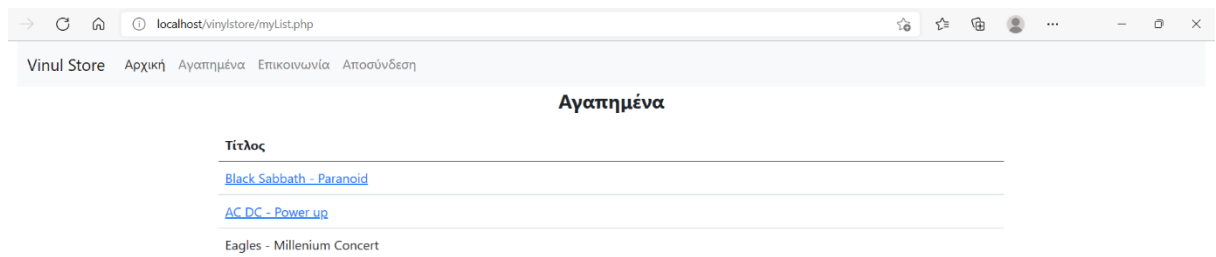 localhost/vinylstore/myList.php
Vinul Store Αρχική Αγαπημένα Επικοινωνία Αποσύνδεση
Αγαπημένα
Τίτλος
Black Sabbath - Paranoid
AC DC - Power up
Eagles - Millenium Concert